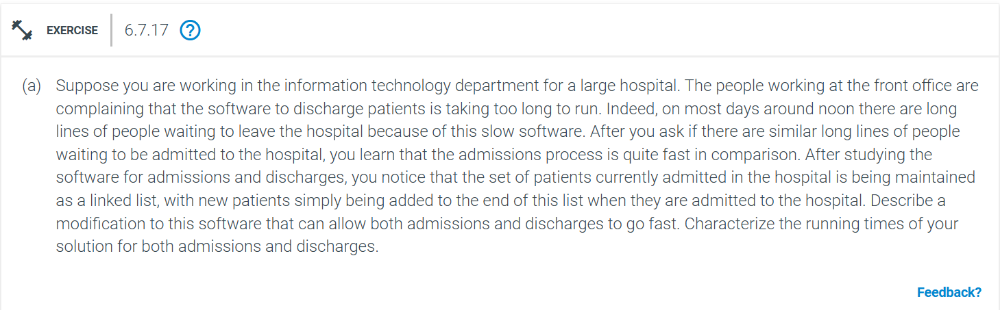 EXERCISE 6.7.17 ?
(a) Suppose you are working in the information technology department for a large hospital. The people working at the front office are
complaining that the software to discharge patients is taking too long to run. Indeed, on most days around noon there are long
lines of people waiting to leave the hospital because of this slow software. After you ask if there are similar long lines of people
waiting to be admitted to the hospital, you learn that the admissions process is quite fast in comparison. After studying the
software for admissions and discharges, you notice that the set of patients currently admitted in the hospital is being maintained
as a linked list, with new patients simply being added to the end of this list when they are admitted to the hospital. Describe a
modification to this software that can allow both admissions and discharges to go fast. Characterize the running times of your
solution for both admissions and discharges.
Feedback?